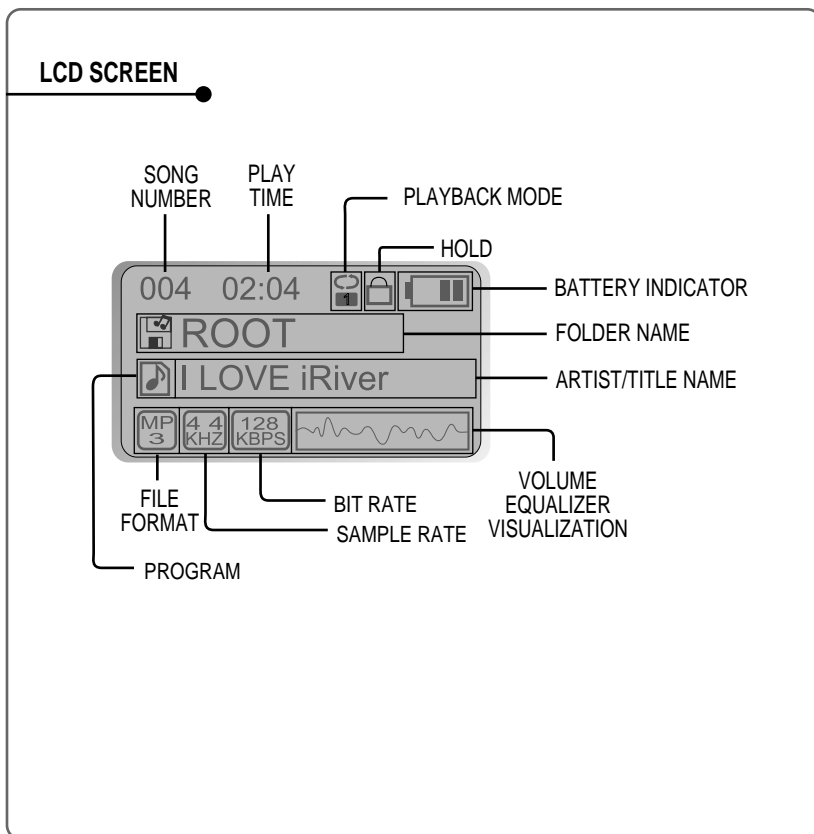 LCD SCREEN
SONG
NUMBER
PLAY
TIME
PLAYBACK MODE
HOLD
004 02:04 1
BATTERY INDICATOR
ROOT
FOLDER NAME
I LOVE iRiver
ARTIST/TITLE NAME
MP
3
4 4
KHZ
128
KBPS
FILE
FORMAT
BIT RATE
SAMPLE RATE
VOLUME
EQUALIZER
VISUALIZATION
PROGRAM